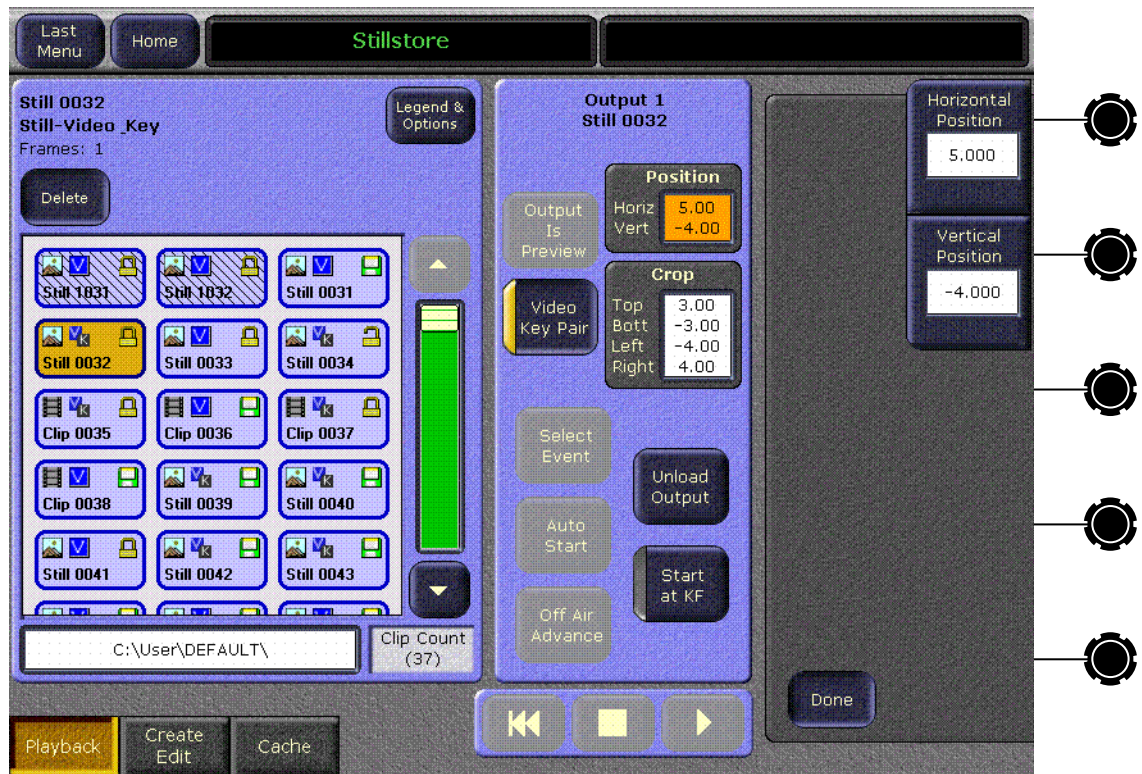 Last Menu
Home
Stillstore
Still 0032
Still-Video _Key
Frames: 1
Legend & Options
Delete
Still 1831
Still 1832
Still 0031
Still 0032
Still 0033
Still 0034
Clip 0035
Clip 0036
Clip 0037
Clip 0038
Still 0039
Still 0040
Still 0041
Still 0042
Still 0043
C:\User\DEFAULT\
Clip Count (37)
Output 1
Still 0032
Output Is Preview
Position
Horiz 5.00
Vert -4.00
Video Key Pair
Crop
Top 3.00
Bott -3.00
Left -4.00
Right 4.00
Select Event
Unload Output
Auto Start
Start at KF
Off Air Advance
Horizontal Position
5.000
Vertical Position
-4.000
Done
Playback
Create Edit
Cache